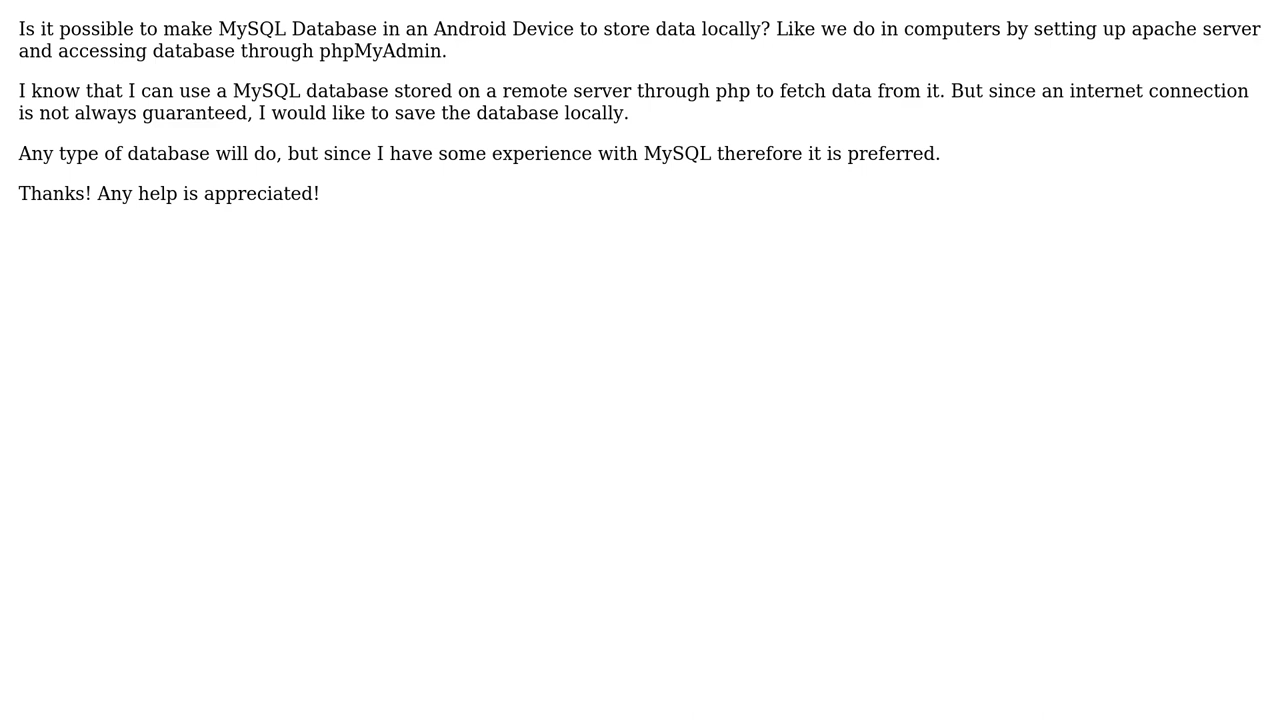 Is it possible to make MySQL Database in an Android Device to store data locally? Like we do in computers by setting up apache server
and accessing database through phpMyAdmin.
I know that I can use a MySQL database stored on a remote server through php to fetch data from it. But since an internet connection
is not always guaranteed, I would like to save the database locally.
Any type of database will do, but since I have some experience with MySQL therefore it is preferred.
Thanks! Any help is appreciated!